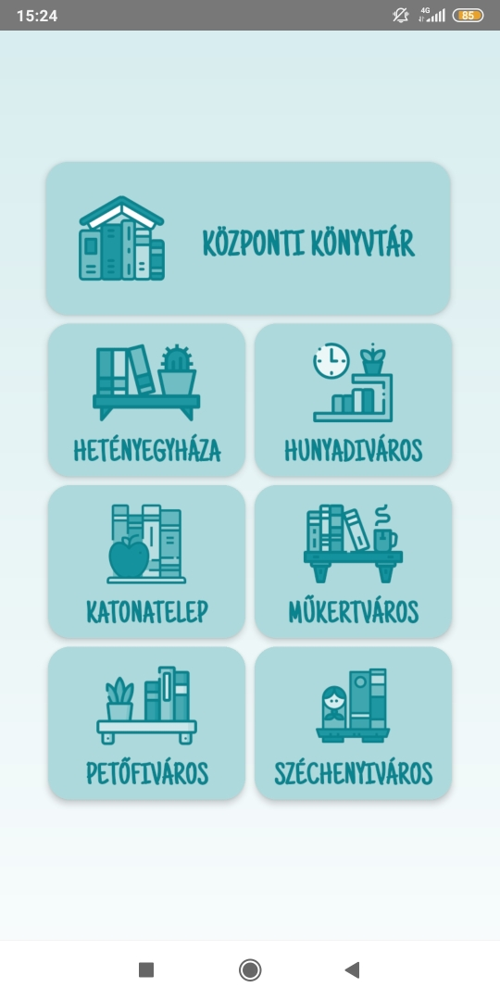 15:24
4G
85
KÖZPONTI KÖNYVTÁR
HETÉNYEGYHÁZA
HUNYADIVÁROS
KATONATELEP
MŰKERTVÁROS
PETŐFIVÁROS
SZÉCHENYIVÁROS